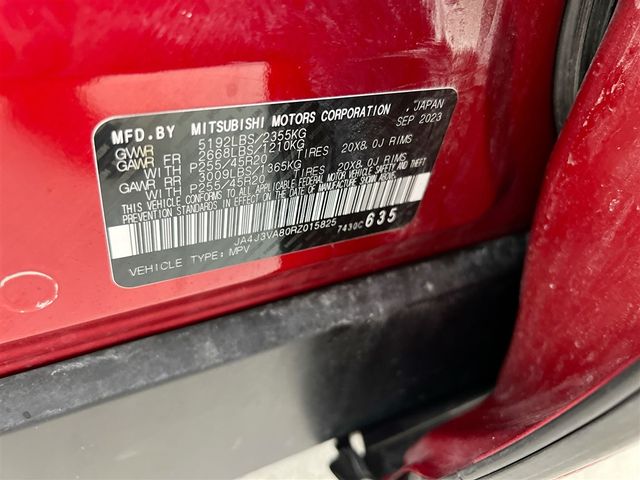 MFD.BY MITSUBISHI MOTORS CORPORATION, JAPAN
GVWR 5192LBS/2355KG SEP 2023
GAWR FR 2668LBS/1210KG
WITH P255/45R20 TIRES 20X8.0J RIMS
GAWR RR 3009LBS/1365KG
WITH P255/45R20 TIRES 20X8.0J RIMS
THIS VEHICLE CONFORMS TO ALL APPLICABLE FEDERAL MOTOR VEHICLE SAFETY AND THEFT
PREVENTION STANDARDS IN EFFECT ON THE DATE OF MANUFACTURE SHOWN ABOVE.
JA4J3VA80RZ015825 7430C 635
VEHICLE TYPE: MPV